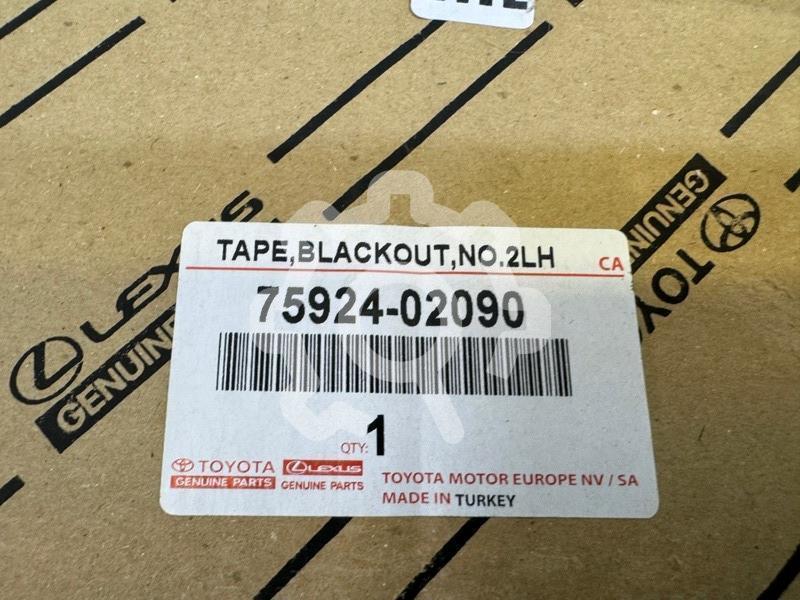 TAPE,BLACKOUT,NO.2LH
CA
75924-02090
QTY: 1
TOYOTA
GENUINE PARTS
LEXUS
GENUINE PARTS
TOYOTA MOTOR EUROPE NV / SA
MADE IN TURKEY
LEXUS
GENUINE
TOYOTA
GENUINE